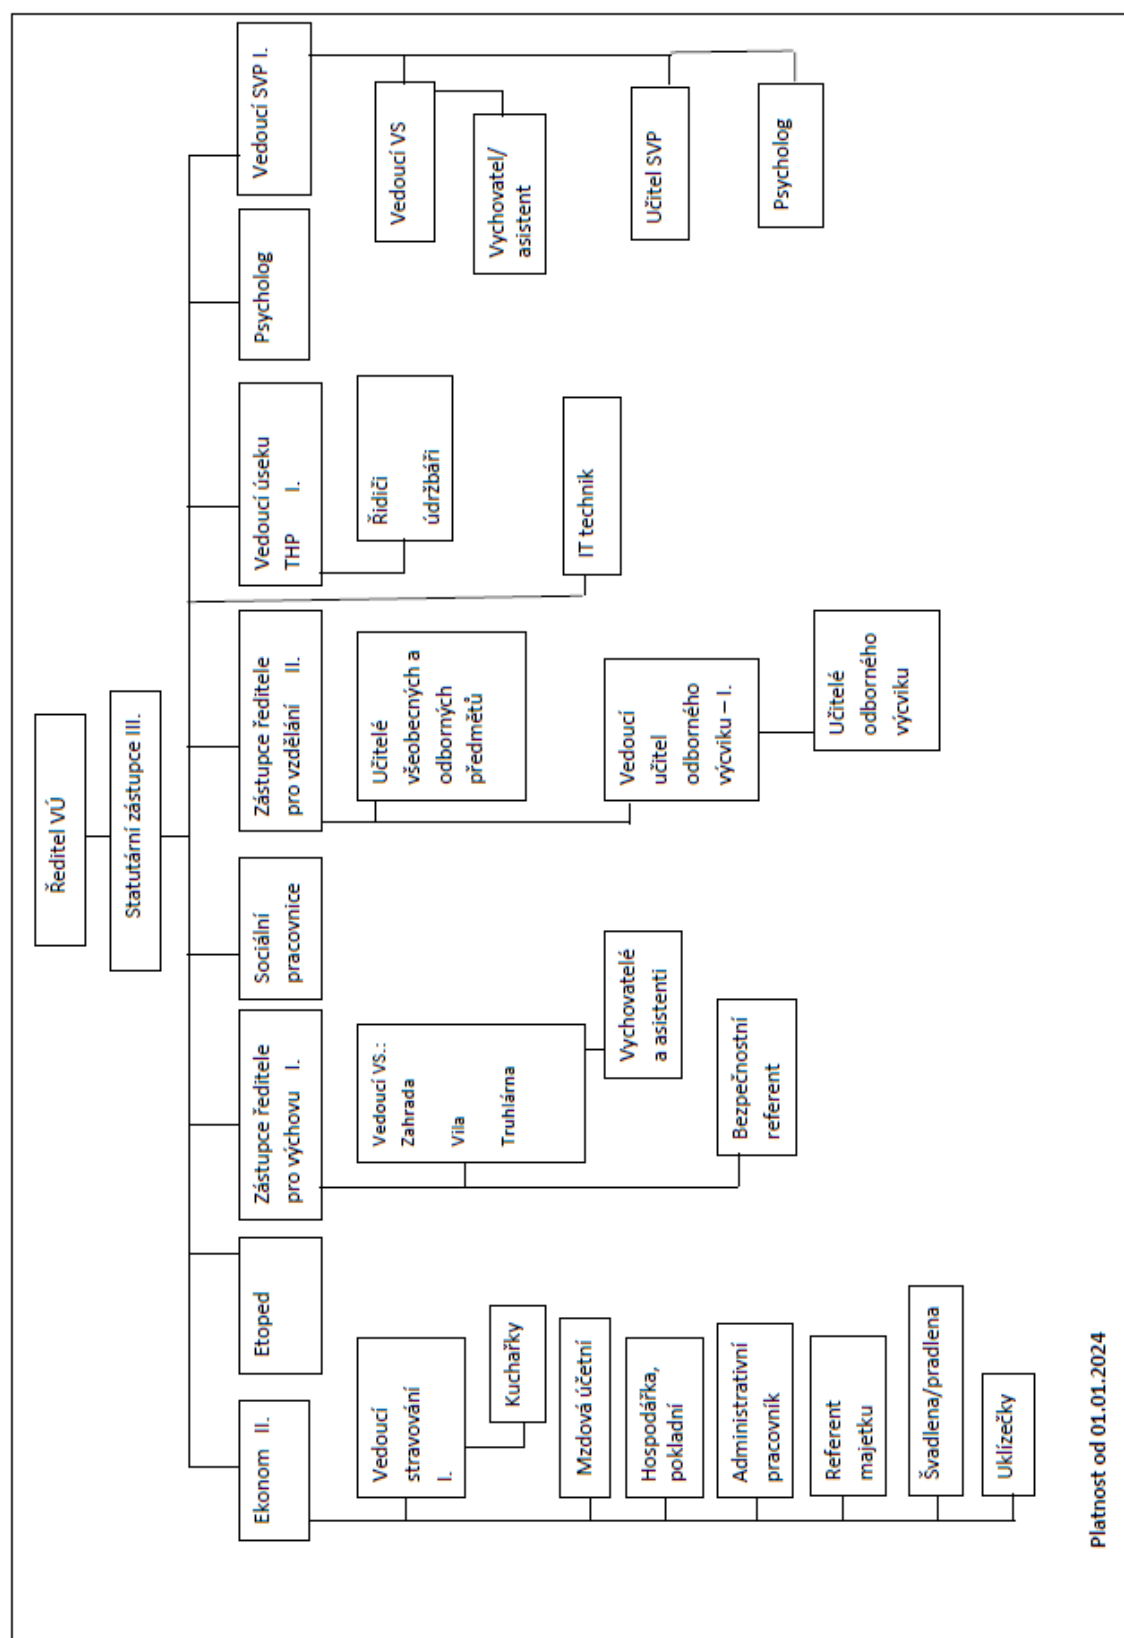 Ředitel VÚ
Statutární zástupce III.
Ekonom II.
Etoped
Zástupce ředitele
pro výchovu I.
Sociální
pracovnice
Zástupce ředitele
pro vzdělání II.
Vedoucí úseku
THP I.
Psycholog
Vedoucí SVP I.
Vedoucí
stravování
I.
Kuchařky
Mzdová účetní
Hospodářka,
pokladní
Administrativní
pracovník
Referent
majetku
Švadlena/pradlena
Uklízečky
Vedoucí VS.:
Zahrada
Vila
Truhlárna
Vychovatelé
a asistenti
Bezpečnostní
referent
Učitelé
všeobecných a
odborných
předmětů
Vedoucí
učitel
odborného
výcviku – I.
Učitelé
odborného
výcviku
Řidiči
údržbáři
IT technik
Vedoucí VS
Vychovatel/
asistent
Učitel SVP
Psycholog
Platnost od 01.01.2024